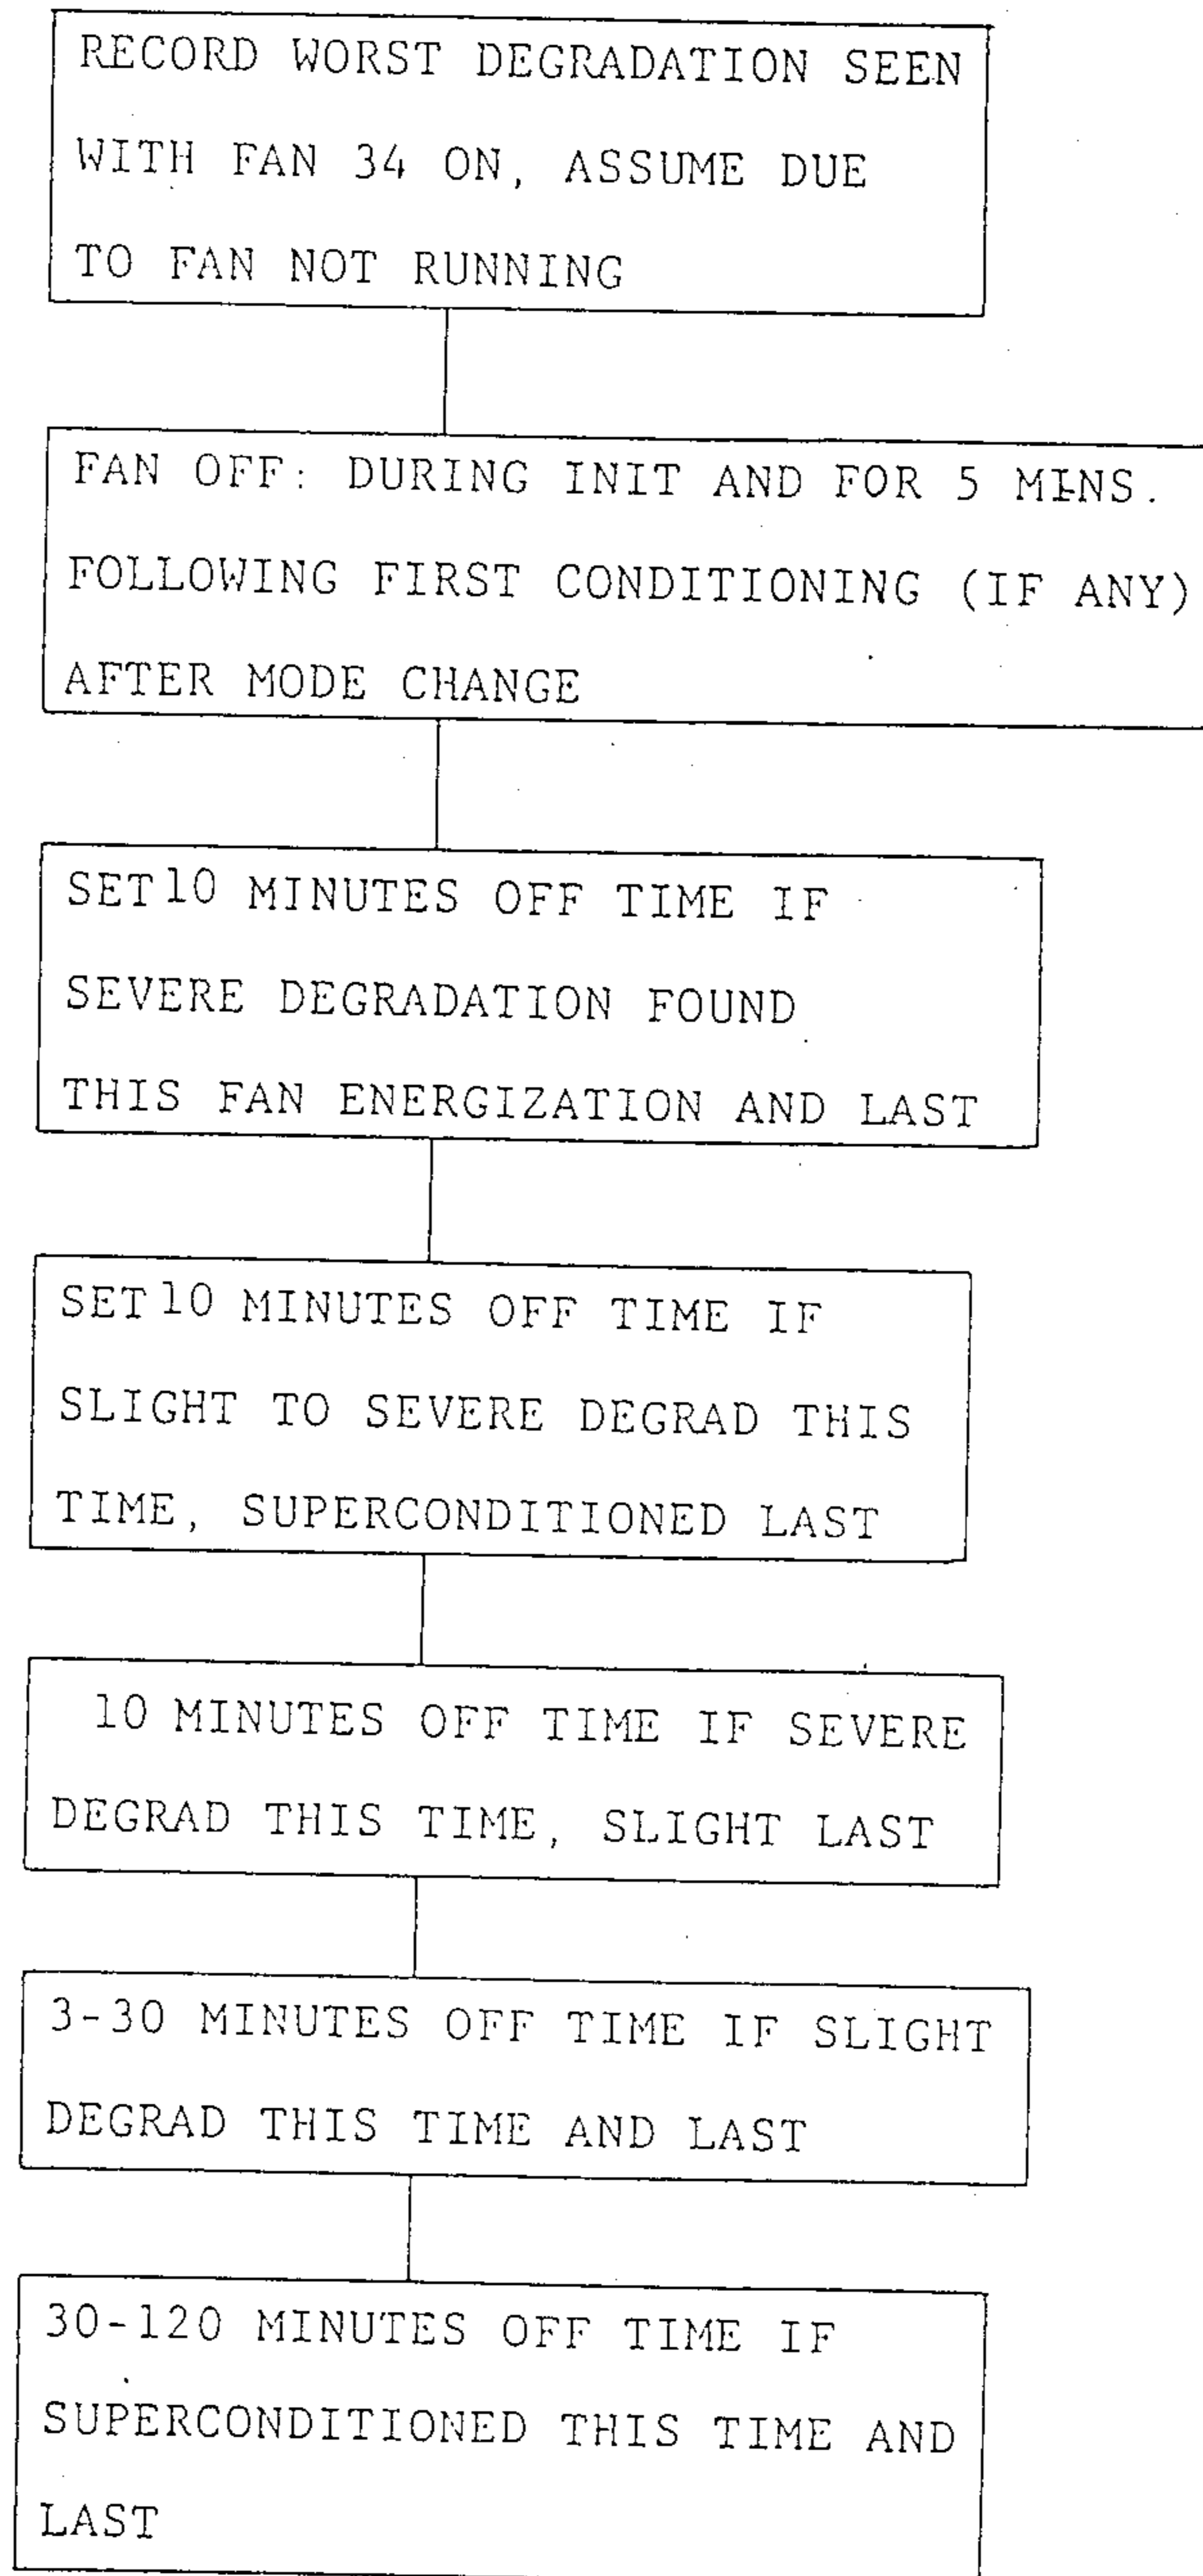 RECORD WORST DEGRADATION SEEN
WITH FAN 34 ON, ASSUME DUE
TO FAN NOT RUNNING
FAN OFF: DURING INIT AND FOR 5 MINS.
FOLLOWING FIRST CONDITIONING (IF ANY)
AFTER MODE CHANGE
SET 10 MINUTES OFF TIME IF
SEVERE DEGRADATION FOUND
THIS FAN ENERGIZATION AND LAST
SET 10 MINUTES OFF TIME IF
SLIGHT TO SEVERE DEGRAD THIS
TIME, SUPERCONDITIONED LAST
10 MINUTES OFF TIME IF SEVERE
DEGRAD THIS TIME, SLIGHT LAST
3-30 MINUTES OFF TIME IF SLIGHT
DEGRAD THIS TIME AND LAST
30-120 MINUTES OFF TIME IF
SUPERCONDITIONED THIS TIME AND
LAST